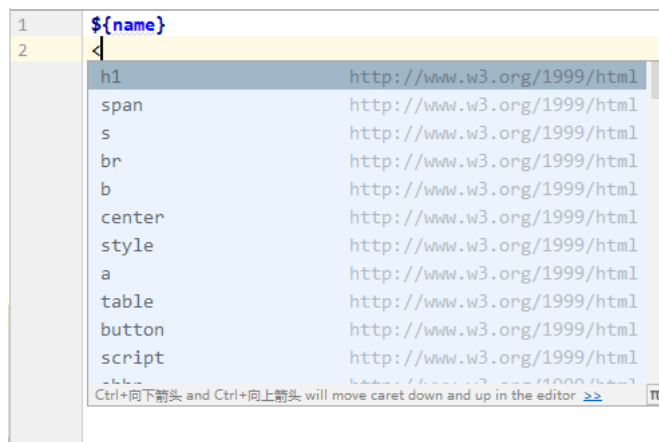 1 ${name}
2 <
h1 http://www.w3.org/1999/html
span http://www.w3.org/1999/html
s http://www.w3.org/1999/html
br http://www.w3.org/1999/html
b http://www.w3.org/1999/html
center http://www.w3.org/1999/html
style http://www.w3.org/1999/html
a http://www.w3.org/1999/html
table http://www.w3.org/1999/html
button http://www.w3.org/1999/html
script http://www.w3.org/1999/html
Ctrl+向下箭头 and Ctrl+向上箭头 will move caret down and up in the editor >> π